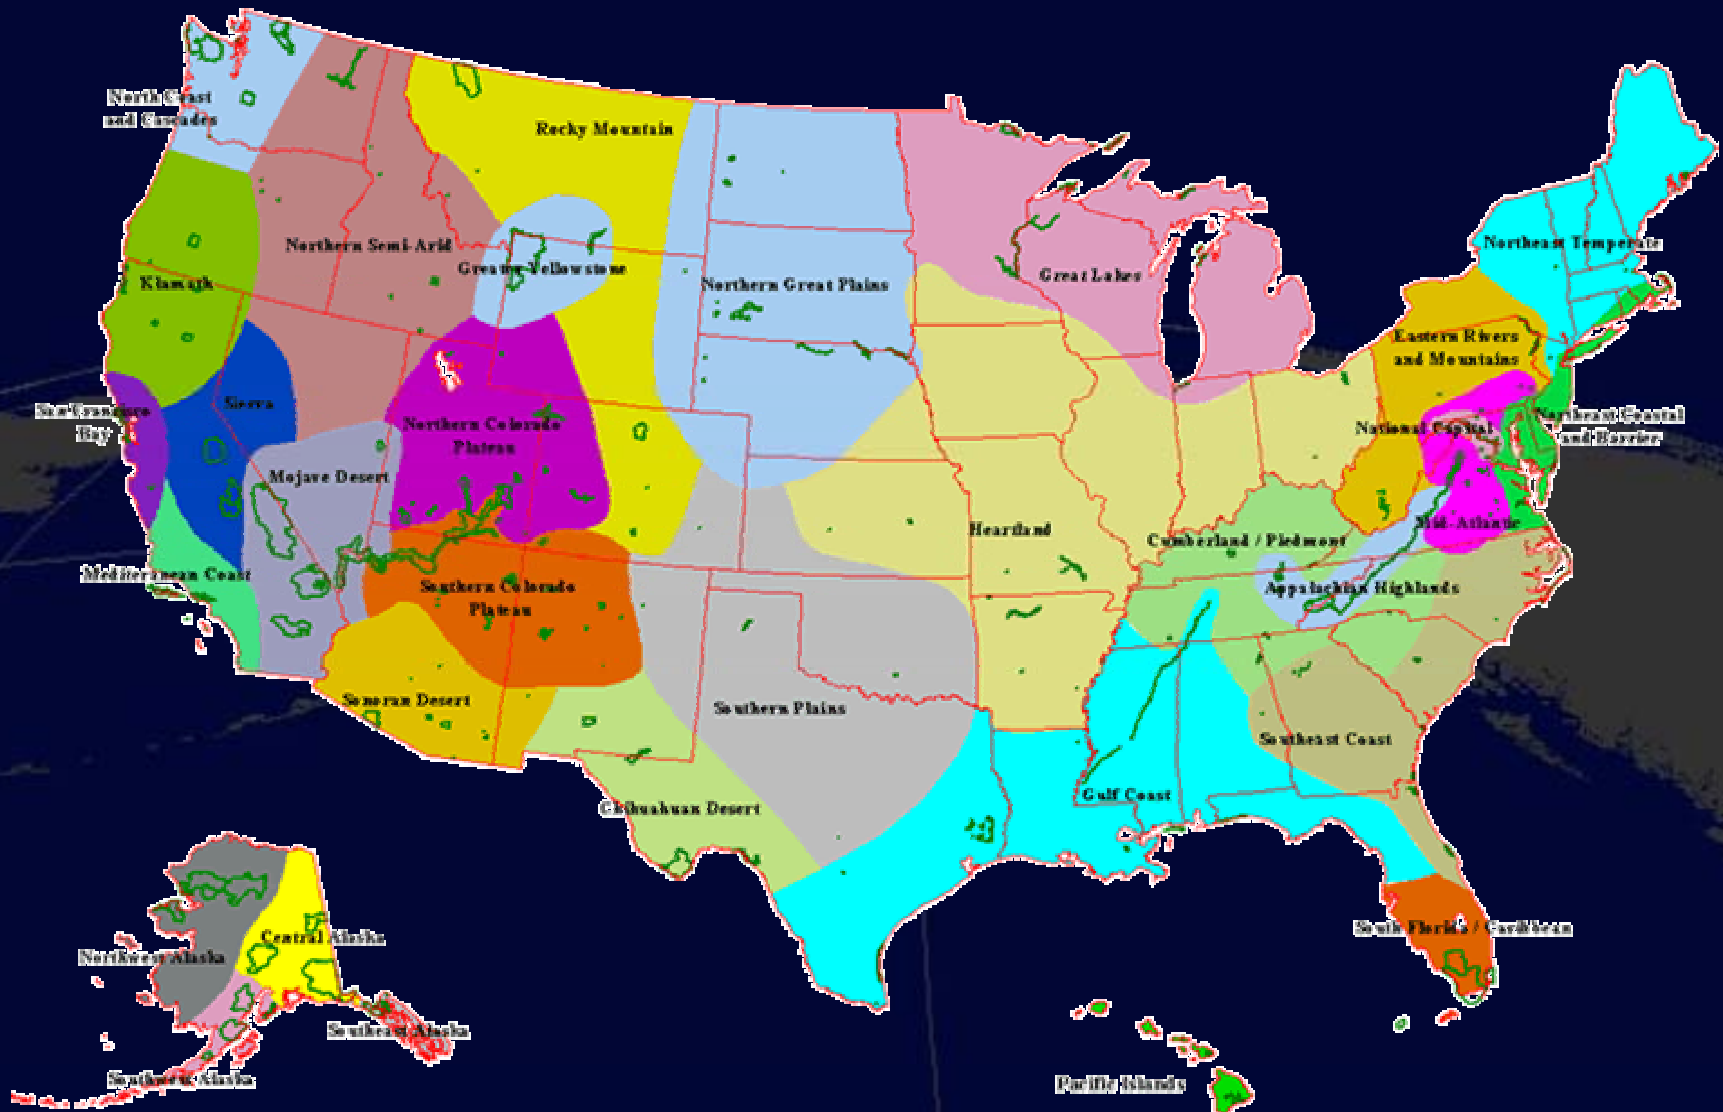 North Coast
and Cascades
Rocky Mountain
Northern Semi-Arid
Northeast Temperate
Greater Yellowstone
Great Lakes
Klamath
Northern Great Plains
Eastern Rivers
and Mountains
Sierra
San Francisco
Bay
Northern Colorado
Plateau
National Capital
Northeast Coastal
and Barrier
Mojave Desert
Heartland
Mid-Atlantic
Cumberland / Piedmont
Mediterranean Coast
Southern Colorado
Plateau
Appalachian Highlands
Sonoran Desert
Southern Plains
Southeast Coast
Gulf Coast
Chihuahuan Desert
South Florida / Caribbean
Central Alaska
Northwest Alaska
Southeast Alaska
Southwest Alaska
Pacific Islands